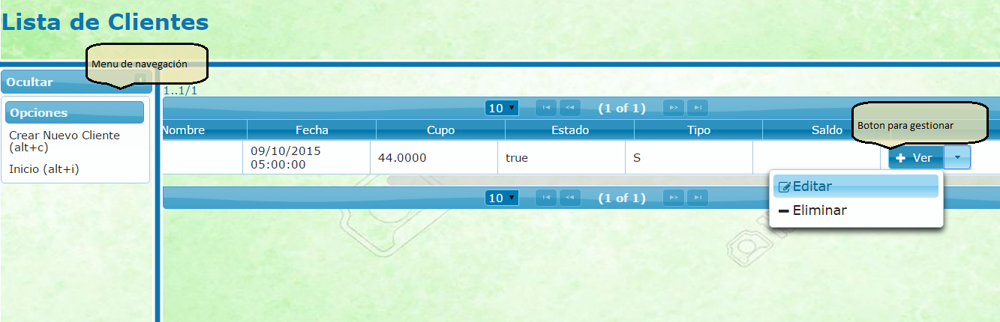 Lista de Clientes
Menu de navegación
Ocultar
Opciones
Crear Nuevo Cliente
(alt+c)
Inicio (alt+i)
1..1/1
10 (1 of 1)
Boton para gestionar
Nombre Fecha Cupo Estado Tipo Saldo
09/10/2015
05:00:00
44.0000 true S
Ver
Editar
Eliminar
10 (1 of 1)